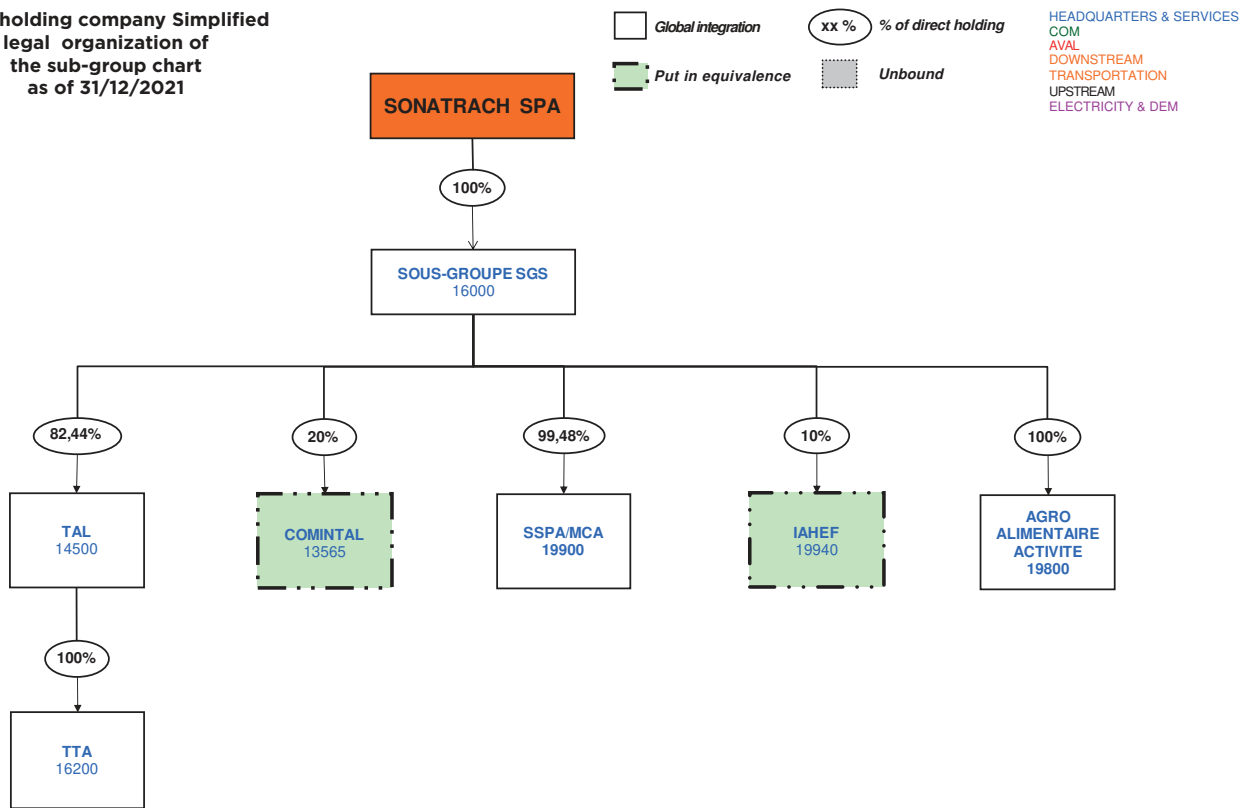 holding company Simplified
legal organization of
the sub-group chart
as of 31/12/2021
Global integration
xx %
% of direct holding
Put in equivalence
Unbound
HEADQUARTERS & SERVICES
COM
AVAL
DOWNSTREAM
TRANSPORTATION
UPSTREAM
ELECTRICITY & DEM
SONATRACH SPA
100%
SOUS-GROUPE SGS
16000
82,44%
20%
99,48%
10%
100%
TAL
14500
COMINTAL
13565
SSPA/MCA
19900
IAHEF
19940
AGRO
ALIMENTAIRE
ACTIVITE
19800
100%
TTA
16200